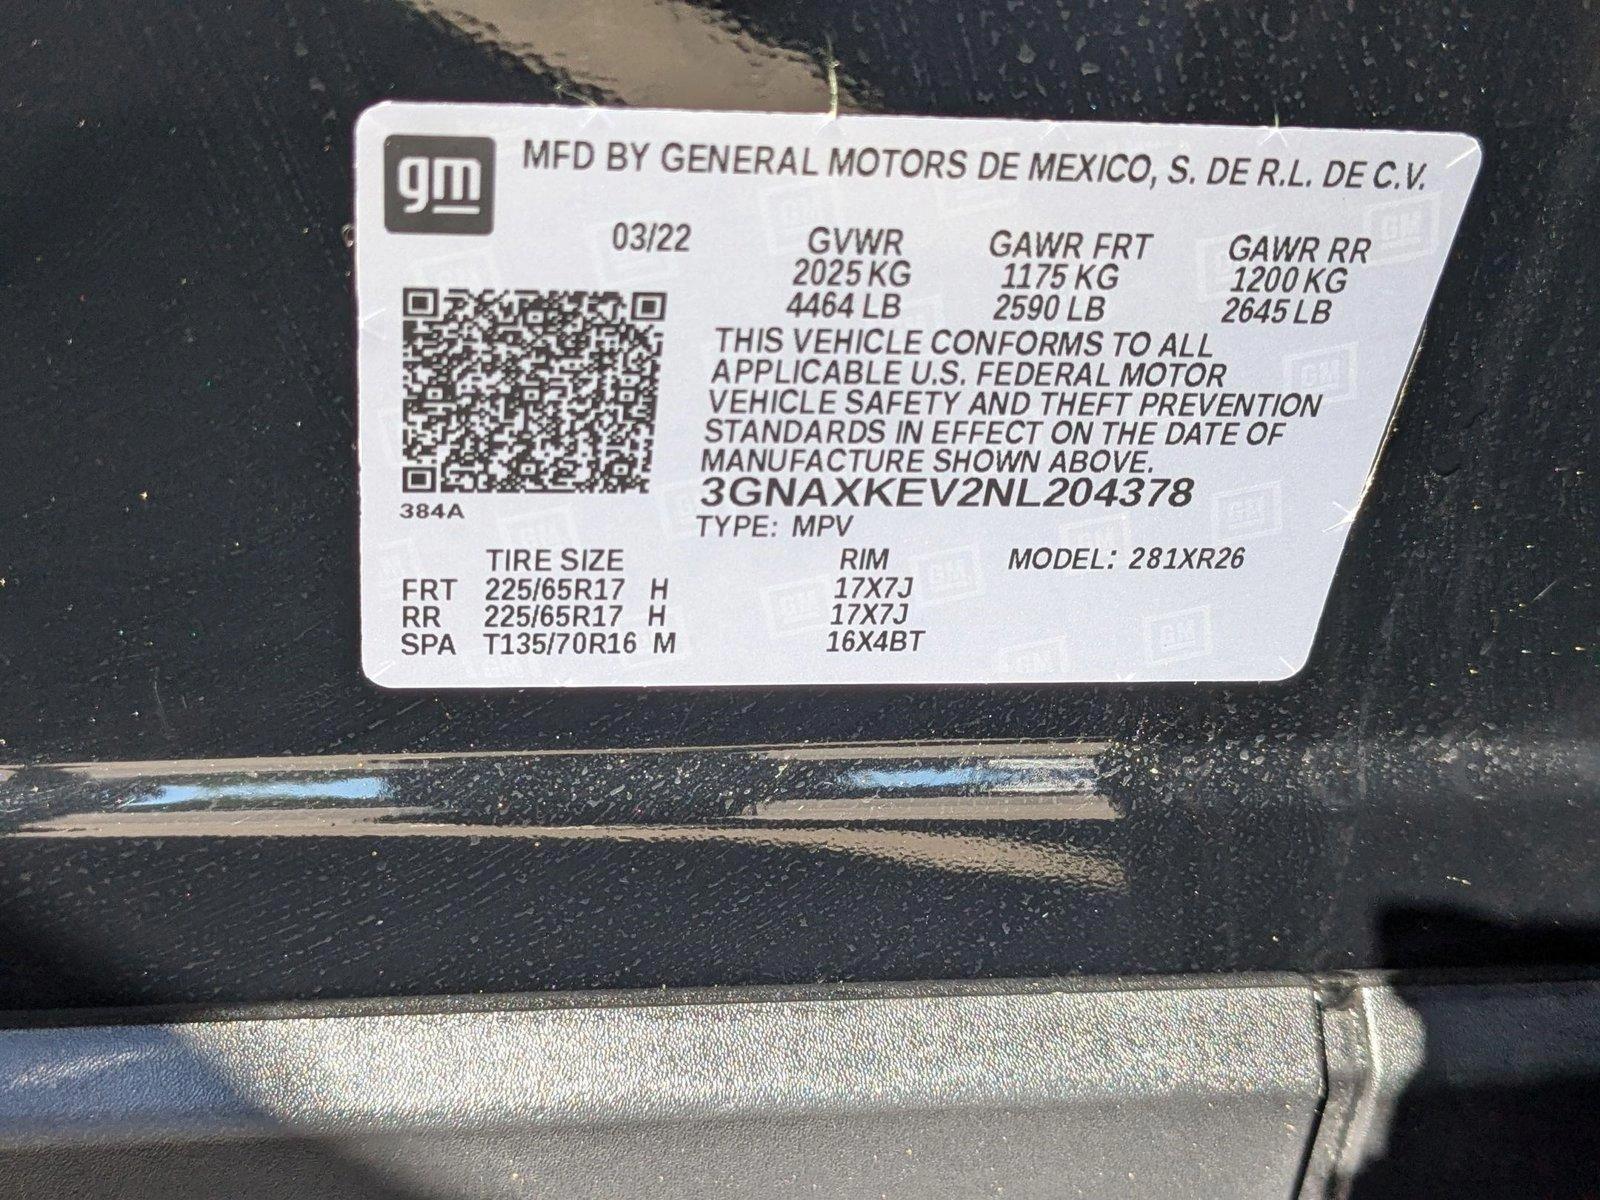 gm
MFD BY GENERAL MOTORS DE MEXICO, S. DE R.L. DE C.V.
03/22 GVWR GAWR FRT GAWR RR
2025 KG 1175 KG 1200 KG
4464 LB 2590 LB 2645 LB
THIS VEHICLE CONFORMS TO ALL
APPLICABLE U.S. FEDERAL MOTOR
VEHICLE SAFETY AND THEFT PREVENTION
STANDARDS IN EFFECT ON THE DATE OF
MANUFACTURE SHOWN ABOVE.
3GNAXKEV2NL204378
384A
TYPE: MPV
TIRE SIZE RIM MODEL: 281XR26
FRT 225/65R17 H 17X7J
RR 225/65R17 H 17X7J
SPA T135/70R16 M 16X4BT